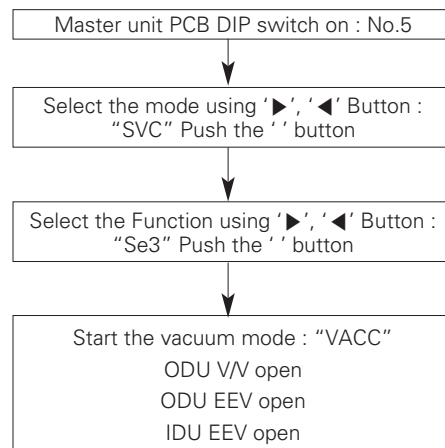 Master unit PCB DIP switch on : No.5
Select the mode using ‘▶’, ‘◀’ Button :
“SVC” Push the ‘ ’ button
Select the Function using ‘▶’, ‘◀’ Button :
“Se3” Push the ‘ ’ button
Start the vacuum mode : “VACC”
ODU V/V open
ODU EEV open
IDU EEV open